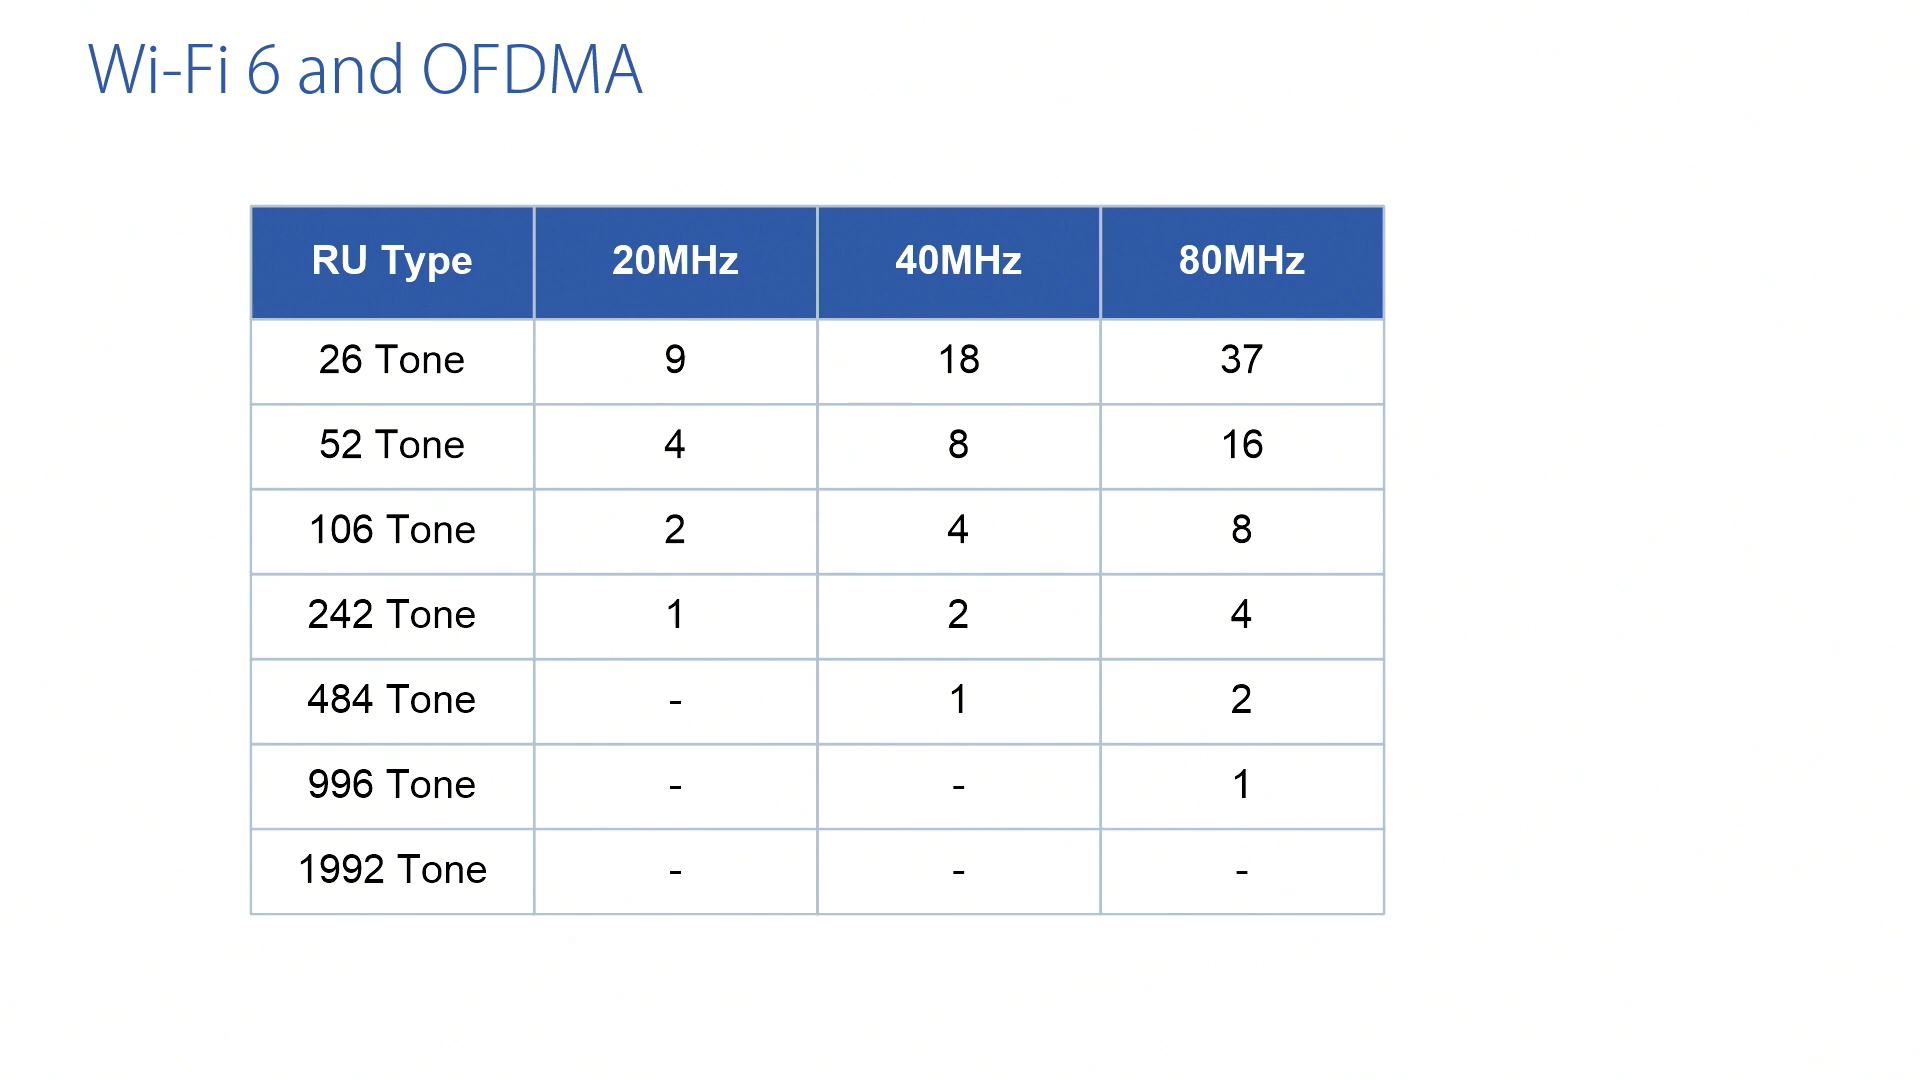 Wi-Fi 6 and OFDMA
RU Type 20MHz 40MHz 80MHz
26 Tone 9 18 37
52 Tone 4 8 16
106 Tone 2 4 8
242 Tone 1 2 4
484 Tone - 1 2
996 Tone - - 1
1992 Tone - - -